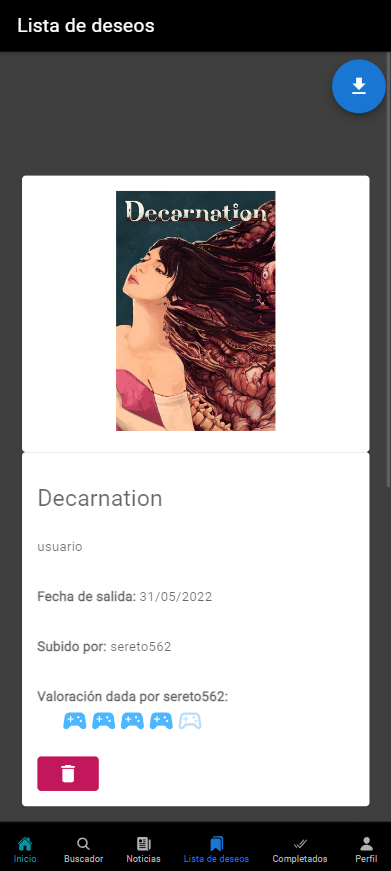 Lista de deseos
Decarnation
Decarnation
usuario
Fecha de salida: 31/05/2022
Subido por: sereto562
Valoración dada por sereto562:
Inicio
Buscador
Noticias
Lista de deseos
Completados
Perfil